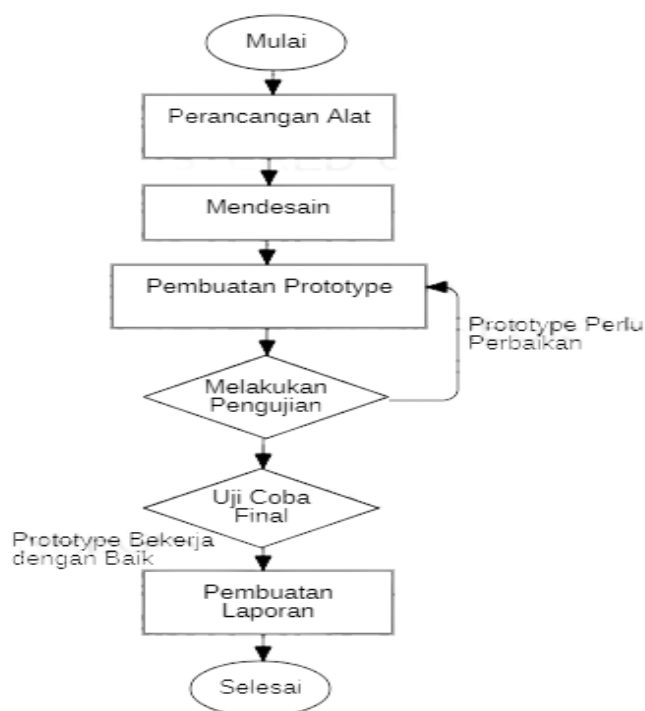 Mulai
Perancangan Alat
Mendesain
Pembuatan Prototype
Prototype Perlu
Perbaikan
Melakukan
Pengujian
Uji Coba
Final
Prototype Bekerja
dengan Baik
Pembuatan
Laporan
Selesai